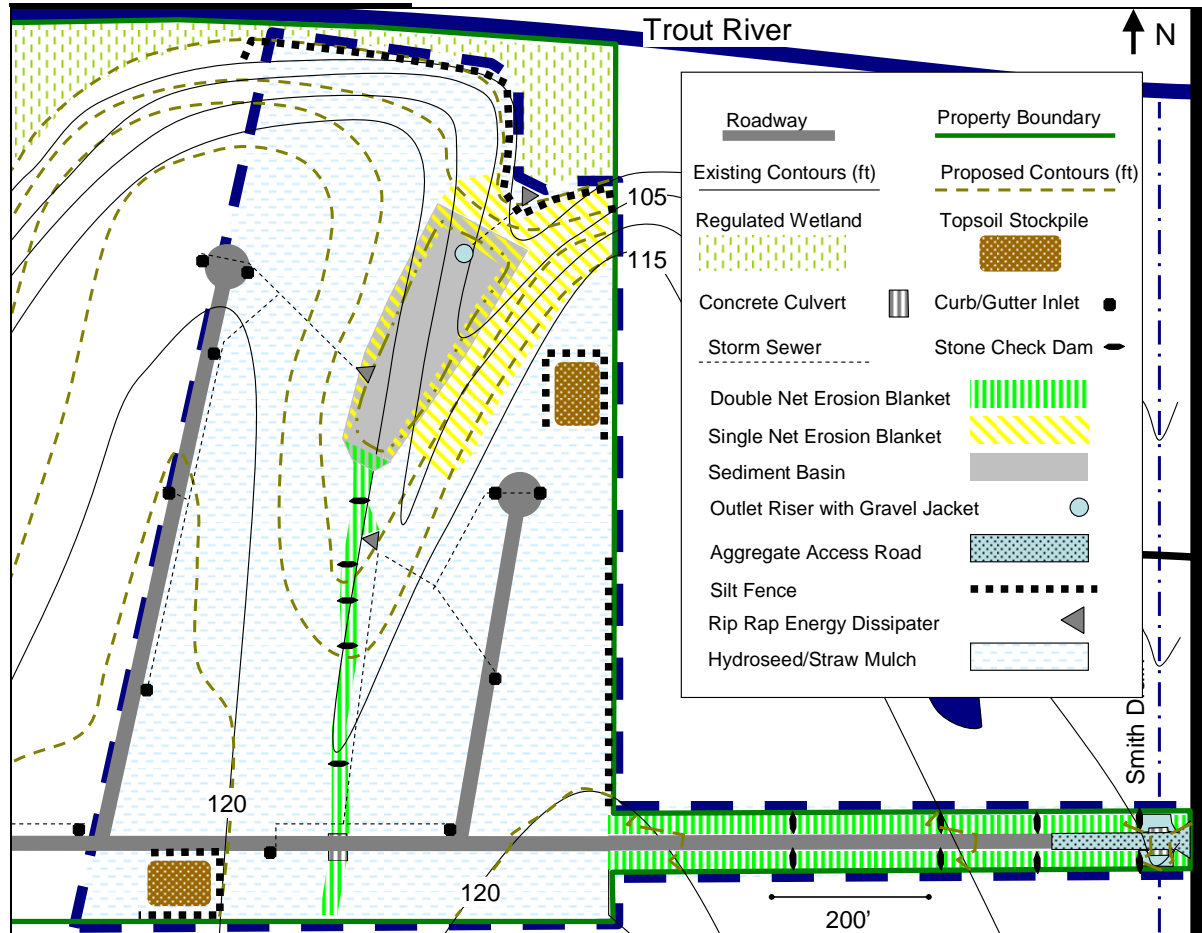 Trout River
N
Roadway
Property Boundary
Existing Contours (ft)
Proposed Contours (ft)
105
Regulated Wetland
Topsoil Stockpile
115
Concrete Culvert
Curb/Gutter Inlet
Storm Sewer
Stone Check Dam
Double Net Erosion Blanket
Single Net Erosion Blanket
Sediment Basin
Outlet Riser with Gravel Jacket
Aggregate Access Road
Silt Fence
Rip Rap Energy Dissipater
Hydroseed/Straw Mulch
Smith
120
120
200'